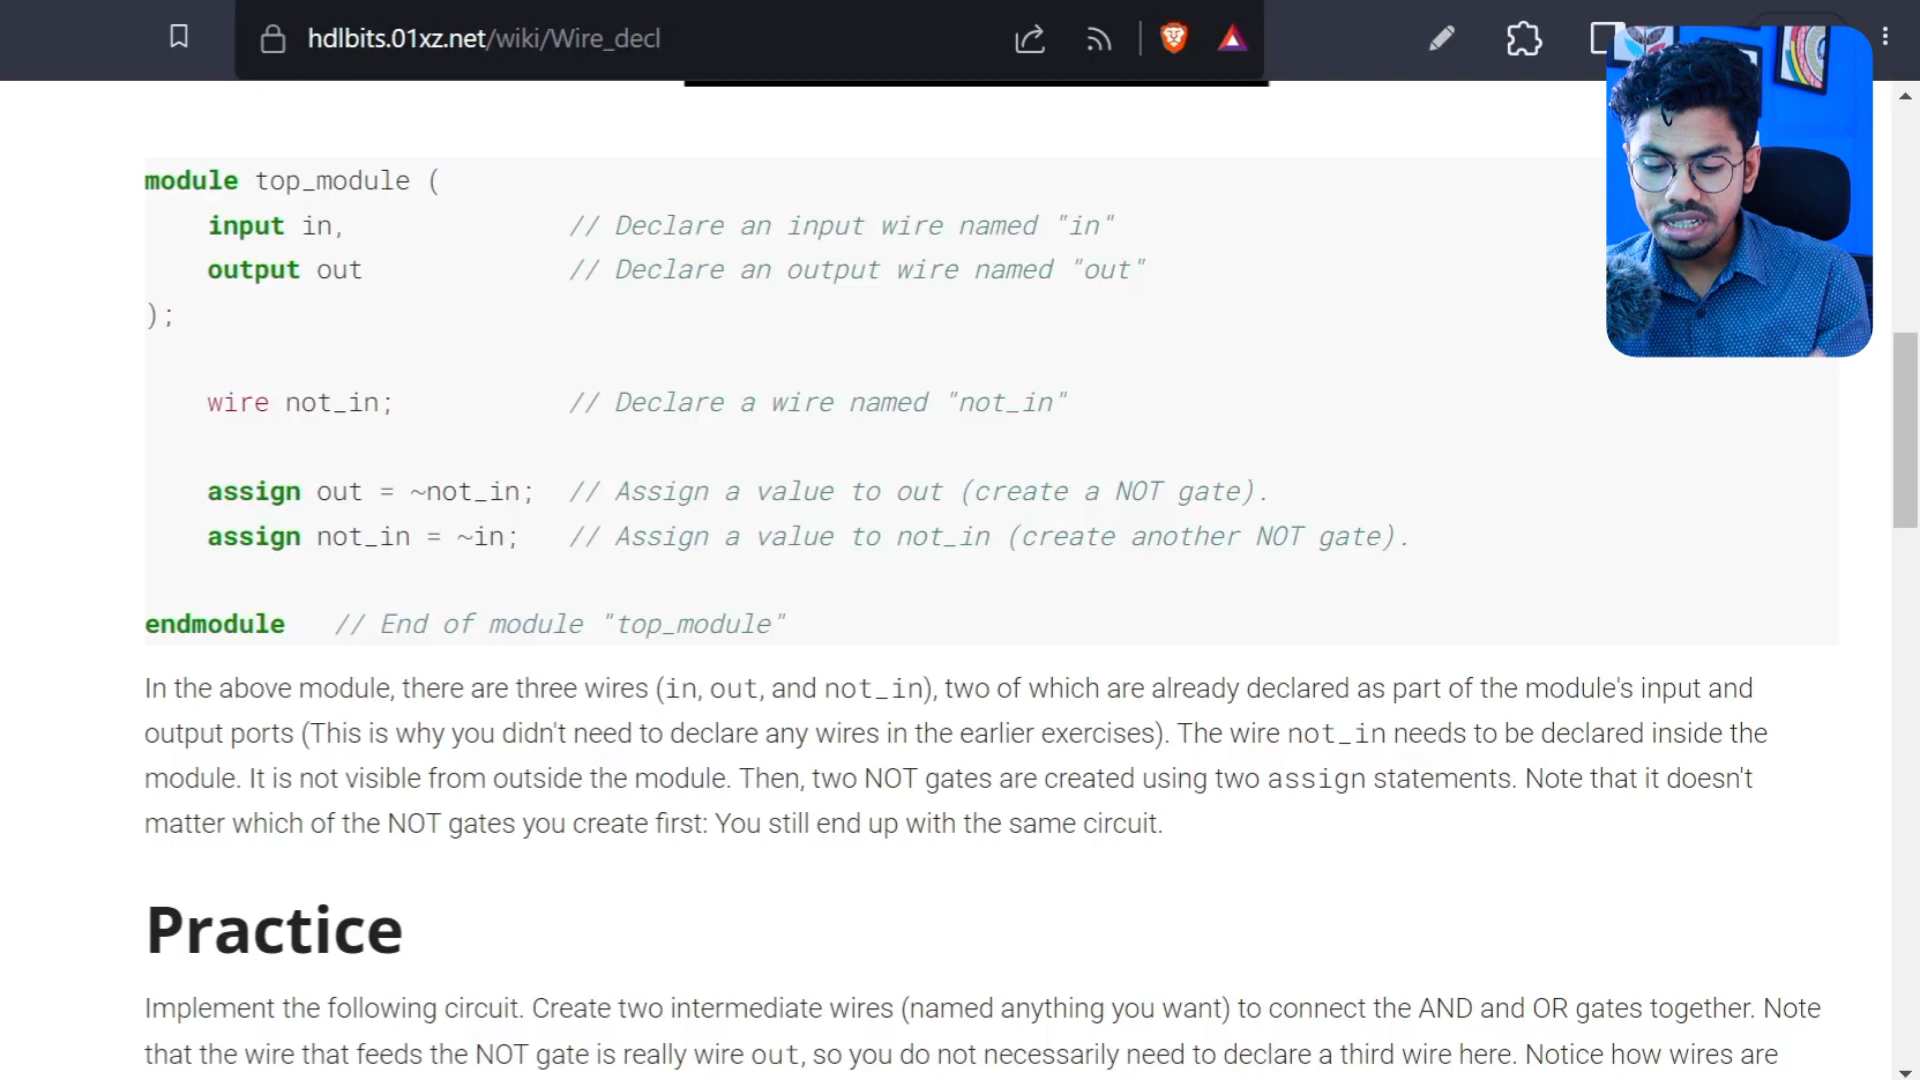 hdlbits.01xz.net/wiki/Wire_decl
module top_module (
input in,              // Declare an input wire named "in"
output out             // Declare an output wire named "out"
);
wire not_in;           // Declare a wire named "not_in"
assign out = ~not_in;  // Assign a value to out (create a NOT gate).
assign not_in = ~in;   // Assign a value to not_in (create another NOT gate).
endmodule   // End of module "top_module"
In the above module, there are three wires (in, out, and not_in), two of which are already declared as part of the module's input and
output ports (This is why you didn't need to declare any wires in the earlier exercises). The wire not_in needs to be declared inside the
module. It is not visible from outside the module. Then, two NOT gates are created using two assign statements. Note that it doesn't
matter which of the NOT gates you create first: You still end up with the same circuit.
Practice
Implement the following circuit. Create two intermediate wires (named anything you want) to connect the AND and OR gates together. Note
that the wire that feeds the NOT gate is really wire out, so you do not necessarily need to declare a third wire here. Notice how wires are